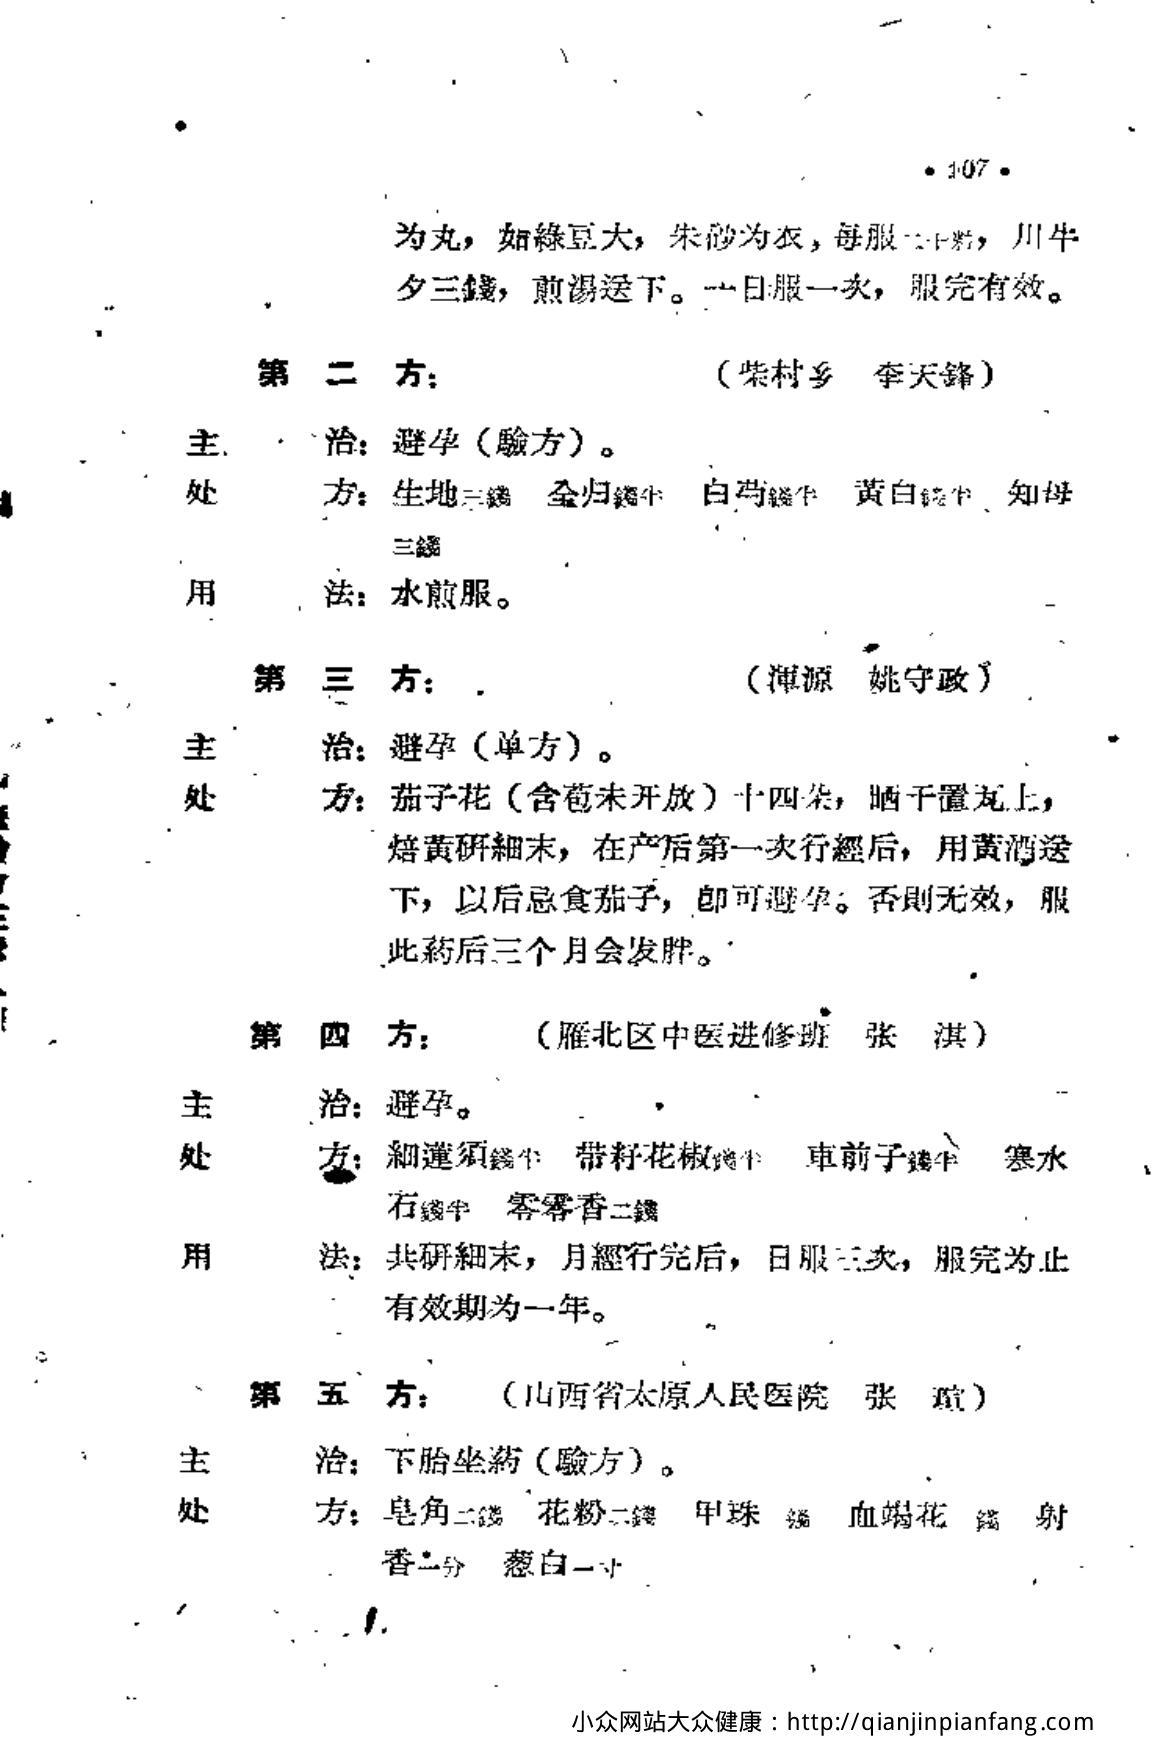 • 107 •
为丸，如綠豆大，朱砂为衣，每服二十粒，川牛
夕三錢，煎湯送下。一日服一次，服完有效。
第二方：（柴村乡 李天鋒）
主治：避孕（驗方）。
处方：生地三錢 全归錢半 白芍錢半 黃白錢半 知母
三錢
用法：水煎服。
第三方：（渾源 姚守政）
主治：避孕（单方）。
处方：茄子花（含苞未开放）十四朵，晒干置瓦上，
焙黃研細末，在产后第一次行經后，用黃酒送
下，以后忌食茄子，卽可避孕。否則无效，服
此葯后三个月会发胖。
第四方：（雁北区中医进修班 张淇）
主治：避孕。
处方：細蓮須錢半 带籽花椒錢半 車前子錢半 寒水
石錢半 零零香二錢
用法：共研細末，月經行完后，日服三次，服完为止
有效期为一年。
第五方：（山西省太原人民医院 张瑄）
主治：下胎坐葯（驗方）。
处方：皂角二錢 花粉二錢 甲珠 錢 血竭花 錢 射
香二分 葱白一寸
小众网站大众健康：http://qianjinpianfang.com